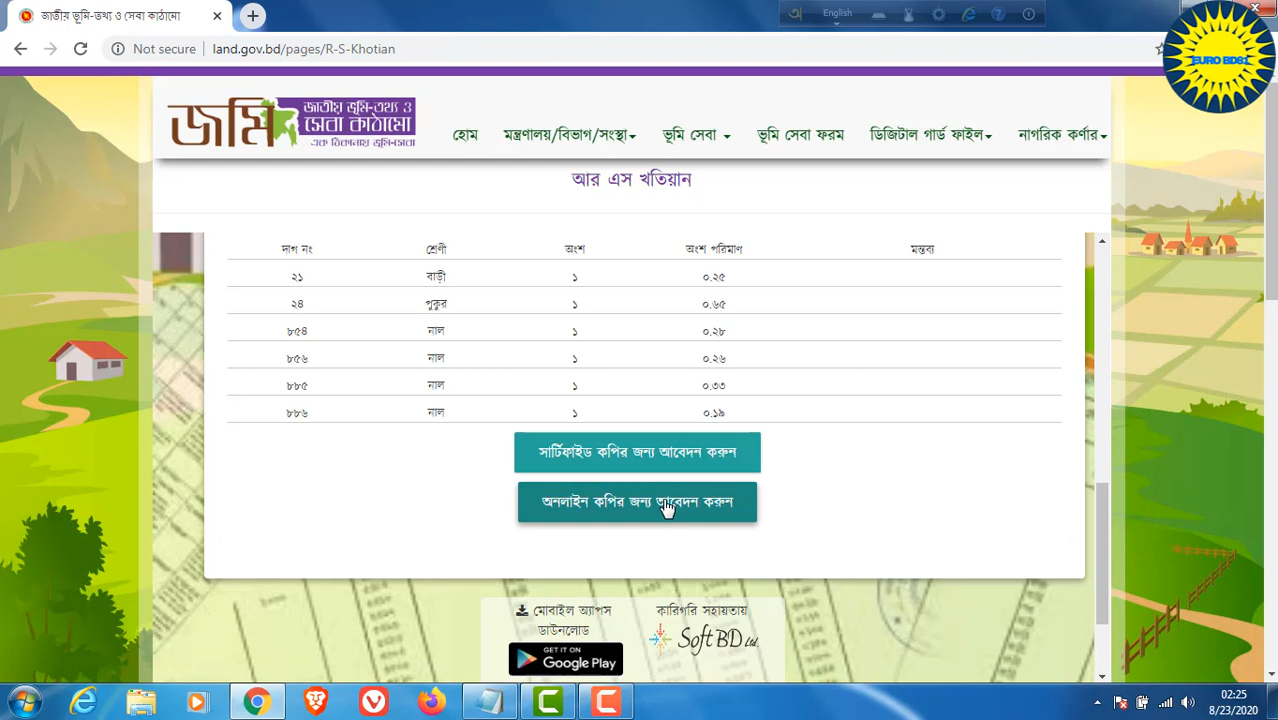 জাতীয় ভূমি-তথ্য ও সেবা কাঠামো
English
Not secure
land.gov.bd/pages/R-S-Khotian
EURO BD81
জমি
জাতীয় ভূমি-তথ্য ও
সেবা কাঠামো
এক ঠিকানায় ভূমি-সেবা
হোম
মন্ত্রণালয়/বিভাগ/সংস্থা
ভূমি সেবা
ভূমি সেবা ফরম
ডিজিটাল গার্ড ফাইল
নাগরিক কর্ণার
আর এস খতিয়ান
দাগ নং শ্রেণী অংশ অংশ পরিমাণ মন্তব্য
২১ বাড়ী ১ ০.২৫
২৪ পুকুর ১ ০.৬৫
৮৫৪ নাল ১ ০.২৮
৮৫৬ নাল ১ ০.২৬
৮৮৫ নাল ১ ০.৩৩
৮৮৬ নাল ১ ০.১৯
সার্টিফাইড কপির জন্য আবেদন করুন
অনলাইন কপির জন্য আবেদন করুন
মোবাইল অ্যাপস
ডাউনলোড
GET IT ON
Google Play
কারিগরি সহায়তায়
Soft BD Ltd.
02:25
8/23/2020